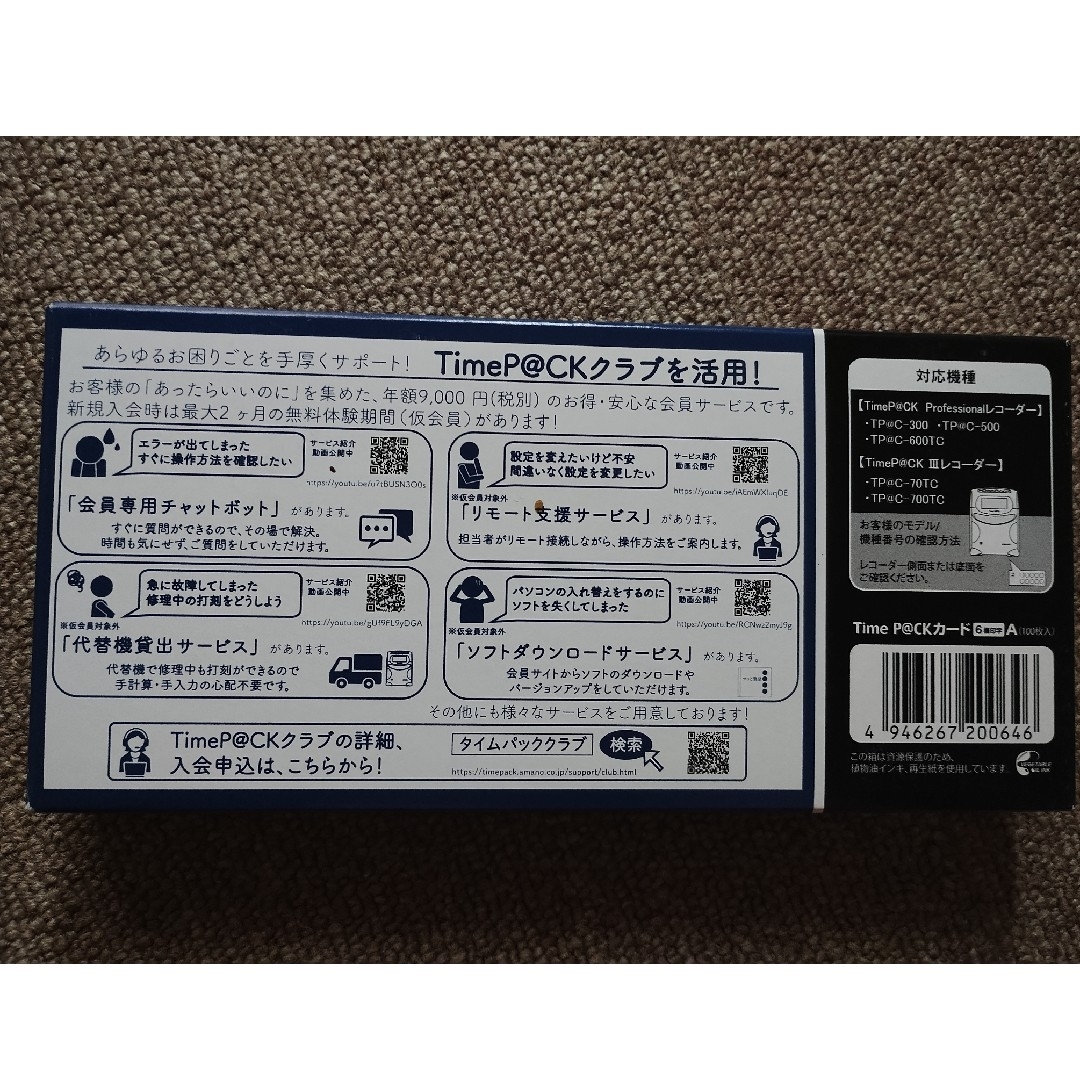 あらゆるお困りごとを手厚くサポート! TimeP@CKクラブを活用!
お客様の「あったらいいのに」を集めた、年額9,000 円(税別) のお得・安心な会員サービスです。
新規入会時は最大2 ヶ月の無料体験期間 (仮会員) があります!
エラーが出てしまった
すぐに操作方法を確認したい
サービス紹介
動画公開中
https://youtu.be/o7tBUSN3O0s
「会員専用チャットボット」 があります。
すぐに質問ができるので、その場で解決。
時間も気にせず、ご質問をしていただけます。
設定を変えたいけど不安
間違いなく設定を変更したい
サービス紹介
動画公開中
※仮会員対象外
「リモート支援サービス」 があります。
担当者がリモート接続しながら、操作方法をご案内します。
急に故障してしまった
修理中の打刻をどうしよう
サービス紹介
動画公開中
※仮会員対象外
「代替機貸出サービス」 があります。
代替機で修理中も打刻ができるので
手計算・手入力の心配不要です。
パソコンの入れ替えをするのに
ソフトを失くしてしまった
サービス紹介
動画公開中
※仮会員対象外
「ソフトダウンロードサービス」 があります。
会員サイトからソフトのダウンロードや
バージョンアップをしていただけます。
その他にも様々なサービスをご用意しております!
TimeP@CKクラブの詳細、
入会申込は、こちらから!
タイムパッククラブ 検索
https://timepack.amano.co.jp/support/club.html
対応機種
【TimeP@CK Professionalレコーダー】
・TP@C-300 ・TP@C-500
・TP@C-600TC
【TimeP@CK Ⅲレコーダー】
・TP@C-70TC
・TP@C-700TC
お客様のモデル/
機種番号の確認方法
レコーダー側面または底面を
ご確認ください。
Time P@CKカード 6欄印字 A (100枚入)
4 946267 200646
この箱は資源保護のため、
植物油インキ、再生紙を使用しています。
VEGETABLE
OIL INK